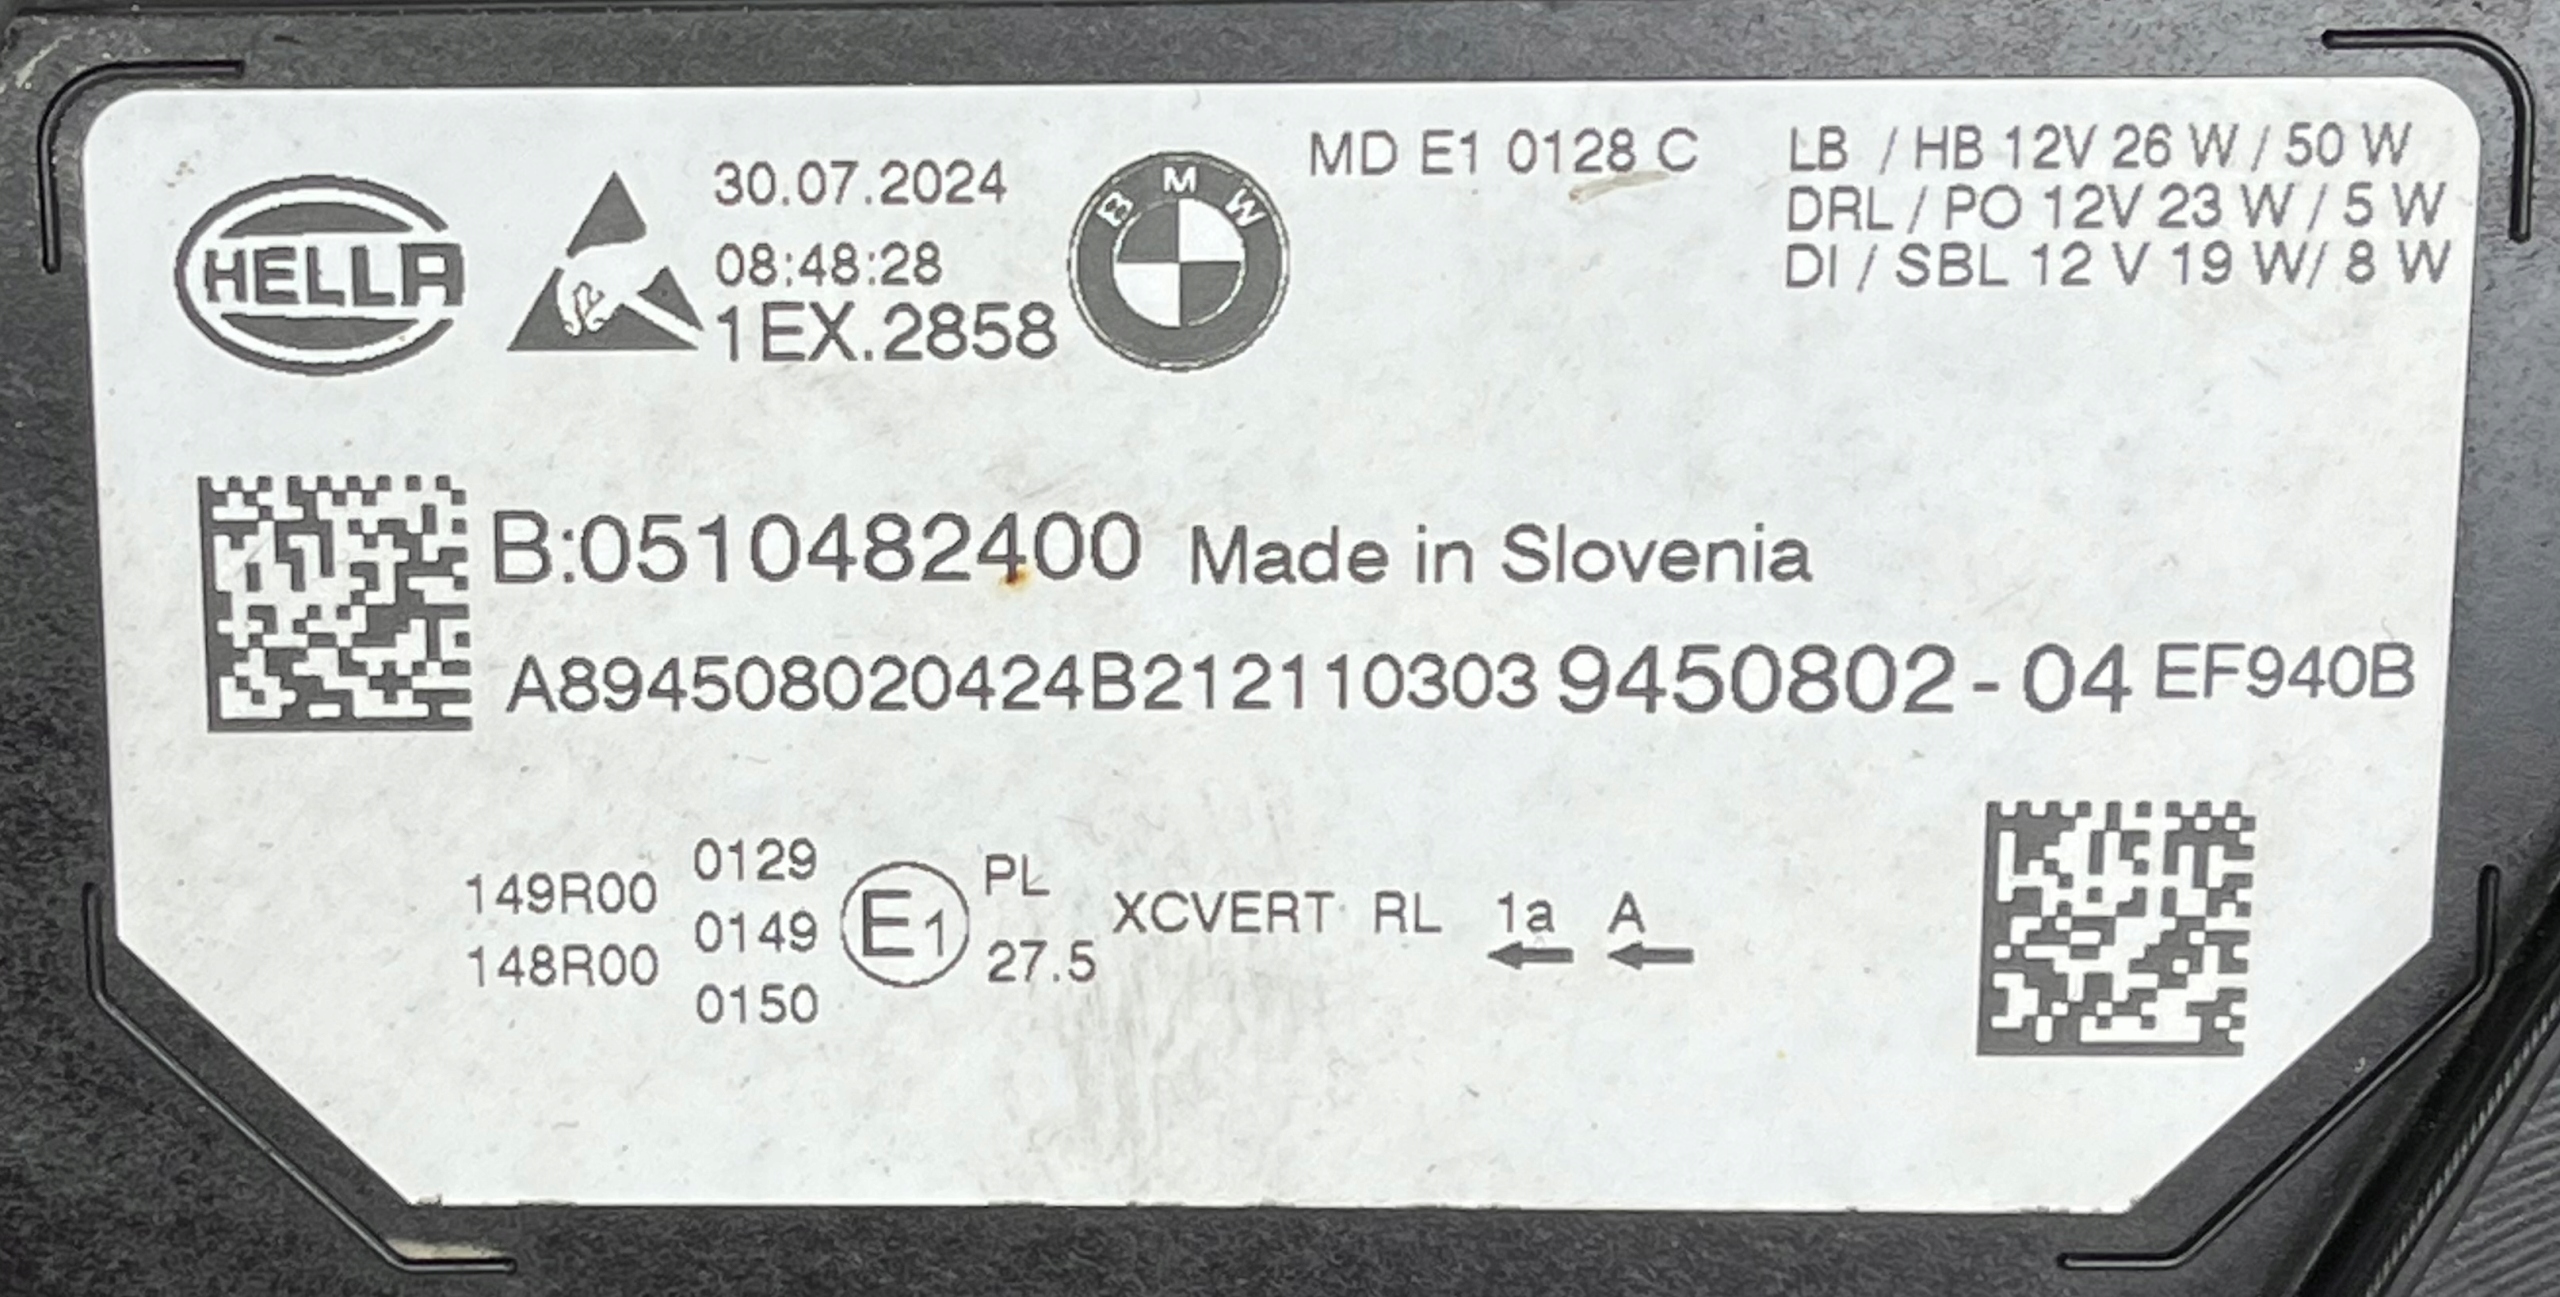 HELLA
30.07.2024
08:48:28
1EX.2858
BMW
MD E1 0128 C
LB / HB 12V 26 W / 50 W
DRL / PO 12V 23 W / 5 W
DI / SBL 12 V 19 W/ 8 W
B:0510482400 Made in Slovenia
A894508020424B2121103039450802-04 EF940B
149R00
148R00
0129
0149
0150
E1
PL
27.5
XCVERT RL 1a A